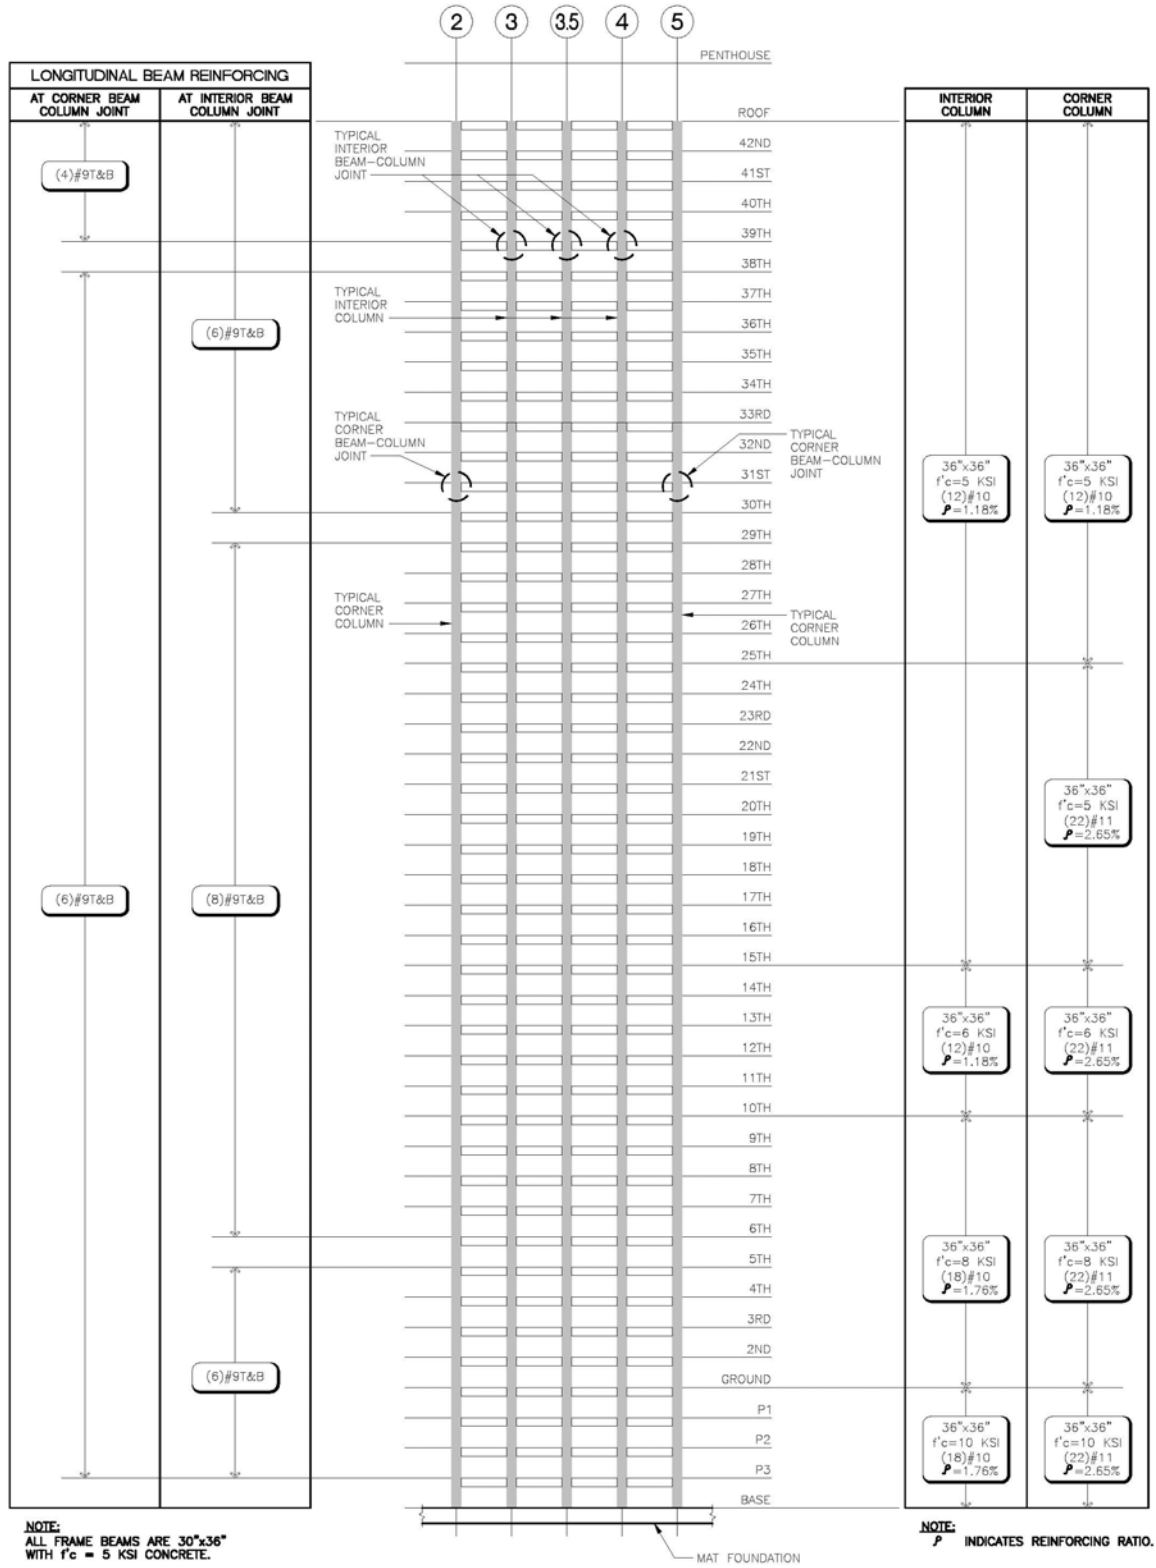 2
3
3.5
4
5
LONGITUDINAL BEAM REINFORCING
AT CORNER BEAM
COLUMN JOINT
AT INTERIOR BEAM
COLUMN JOINT
(4)#9T&B
(6)#9T&B
(6)#9T&B
(8)#9T&B
(6)#9T&B
NOTE:
ALL FRAME BEAMS ARE 30"x36"
WITH f'c = 5 KSI CONCRETE.
TYPICAL
INTERIOR
BEAM-COLUMN
JOINT
TYPICAL
INTERIOR
COLUMN
TYPICAL
CORNER
BEAM-COLUMN
JOINT
TYPICAL
CORNER
COLUMN
PENTHOUSE
ROOF
42ND
41ST
40TH
39TH
38TH
37TH
36TH
35TH
34TH
33RD
32ND
31ST
30TH
29TH
28TH
27TH
26TH
25TH
24TH
23RD
22ND
21ST
20TH
19TH
18TH
17TH
16TH
15TH
14TH
13TH
12TH
11TH
10TH
9TH
8TH
7TH
6TH
5TH
4TH
3RD
2ND
GROUND
P1
P2
P3
BASE
MAT FOUNDATION
TYPICAL
CORNER
BEAM-COLUMN
JOINT
TYPICAL
CORNER
COLUMN
INTERIOR
COLUMN
CORNER
COLUMN
36"x36"
f'c=5 KSI
(12)#10
ρ=1.18%
36"x36"
f'c=5 KSI
(12)#10
ρ=1.18%
36"x36"
f'c=5 KSI
(22)#11
ρ=2.65%
36"x36"
f'c=6 KSI
(12)#10
ρ=1.18%
36"x36"
f'c=6 KSI
(22)#11
ρ=2.65%
36"x36"
f'c=8 KSI
(18)#10
ρ=1.76%
36"x36"
f'c=8 KSI
(22)#11
ρ=2.65%
36"x36"
f'c=10 KSI
(18)#10
ρ=1.76%
36"x36"
f'c=10 KSI
(22)#11
ρ=2.65%
NOTE:
ρ INDICATES REINFORCING RATIO.